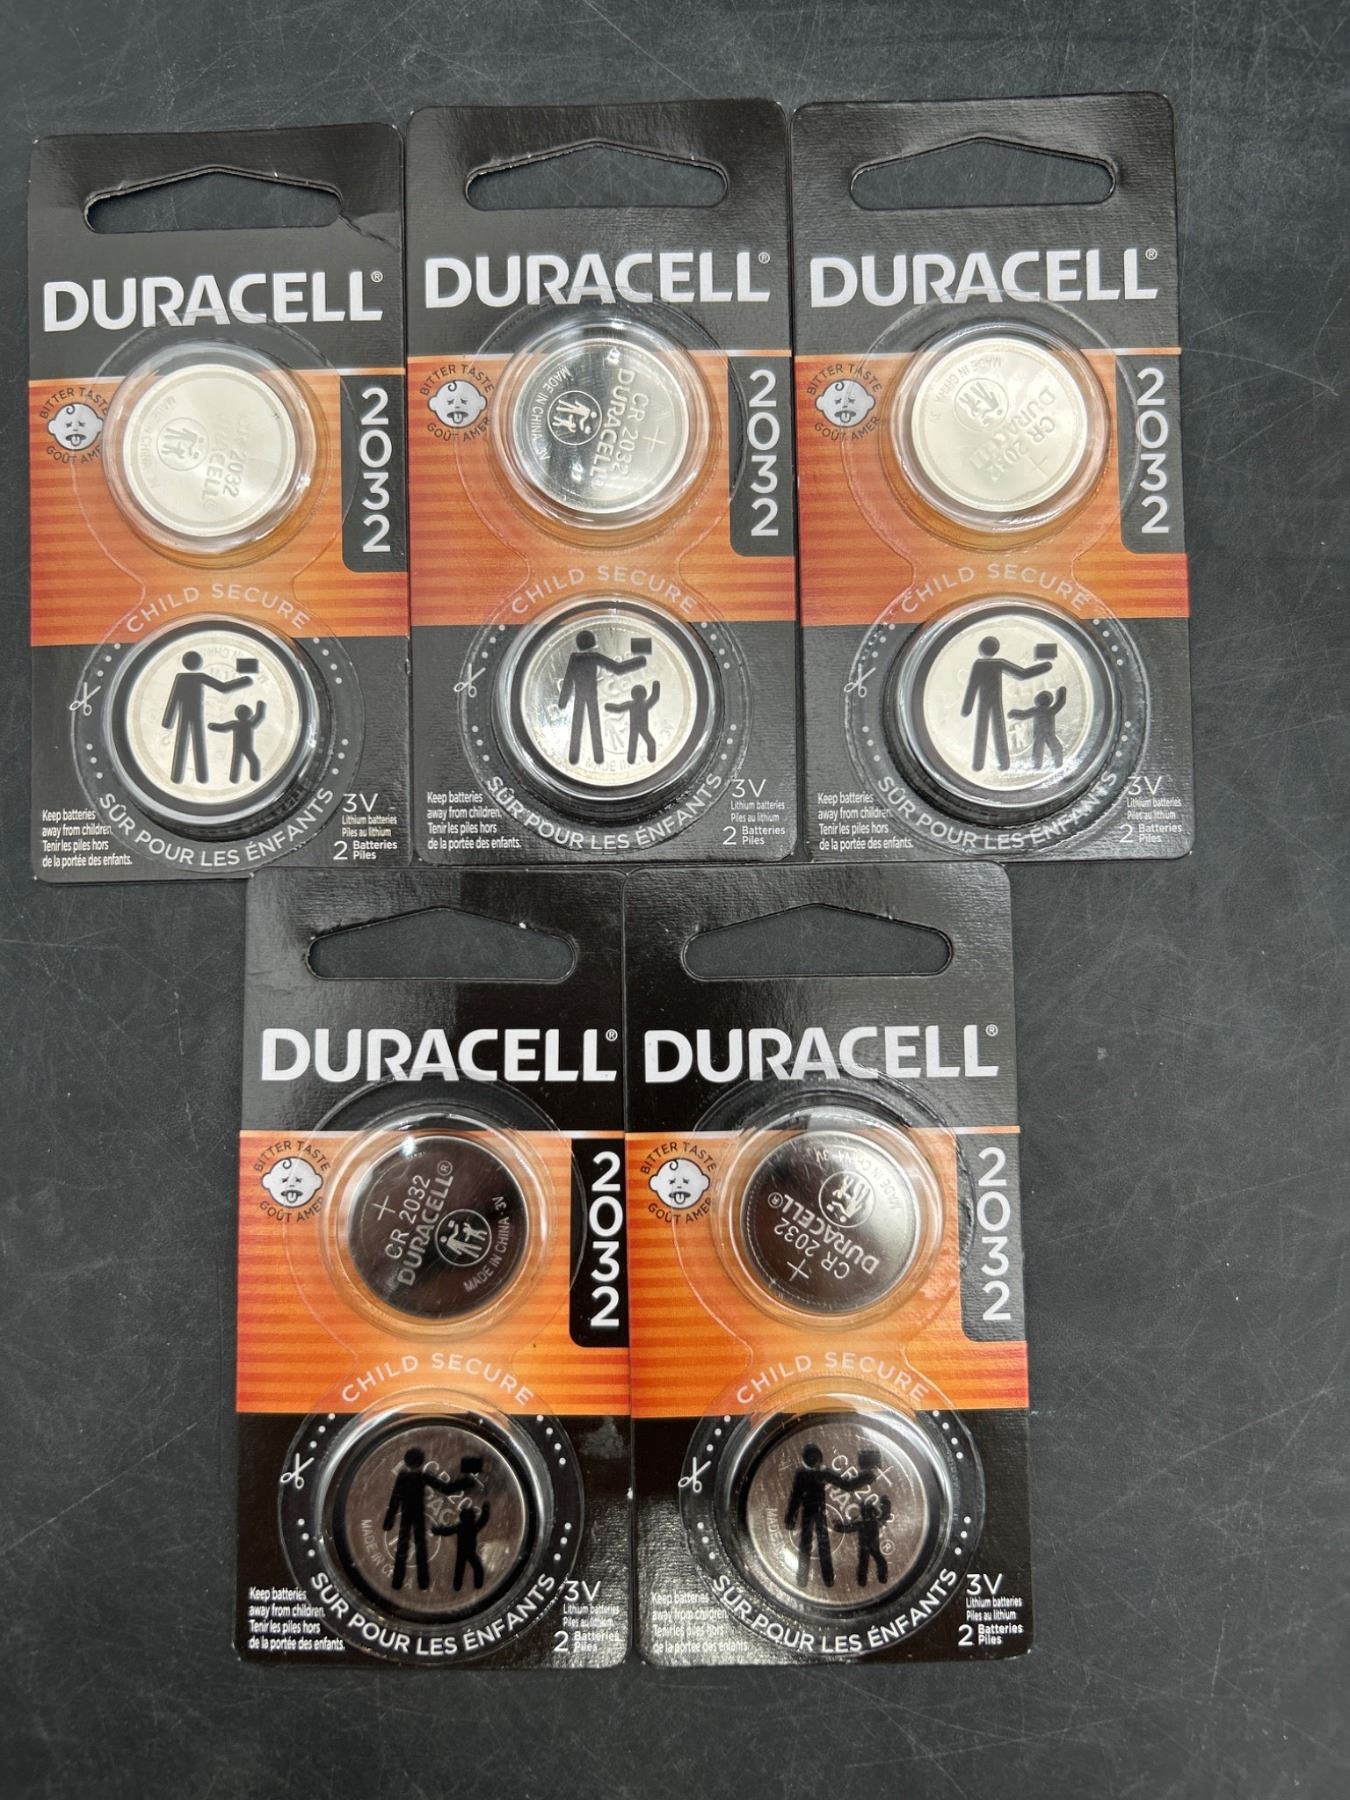 DURACELL®
BITTER TASTE
GOÛT AMER
2032
CR 2032
DURACELL
MADE IN CHINA
CHILD SECURE
SÛR POUR LES ENFANTS
Keep batteries
away from children.
Tenir les piles hors
de la portée des enfants.
3V
Lithium batteries
Piles au lithium
2 Batteries
Piles
DURACELL®
BITTER TASTE
GOÛT AMER
2032
+
CR 2032
DURACELL
MADE IN CHINA
CHILD SECURE
SÛR POUR LES ENFANTS
Keep batteries
away from children.
Tenir les piles hors
de la portée des enfants.
3V
Lithium batteries
Piles au lithium
2 Batteries
Piles
DURACELL®
BITTER TASTE
GOÛT AMER
2032
+
CR 2032
DURACELL
MADE IN CHINA 3V
CHILD SECURE
SÛR POUR LES ENFANTS
Keep batteries
away from children.
Tenir les piles hors
de la portée des enfants.
3V
Lithium batteries
Piles au lithium
2 Batteries
Piles
DURACELL®
BITTER TASTE
GOÛT AMER
2032
+
CR 2032
DURACELL®
MADE IN CHINA 3V
CHILD SECURE
SÛR POUR LES ENFANTS
Keep batteries
away from children.
Tenir les piles hors
de la portée des enfants.
3V
Lithium batteries
Piles au lithium
2 Batteries
Piles
DURACELL®
BITTER TASTE
GOÛT AMER
2032
+
CR 2032
DURACELL®
MADE IN CHINA 3V
CHILD SECURE
SÛR POUR LES ENFANTS
Keep batteries
away from children.
Tenir les piles hors
de la portée des enfants.
3V
Lithium batteries
Piles au lithium
2 Batteries
Piles